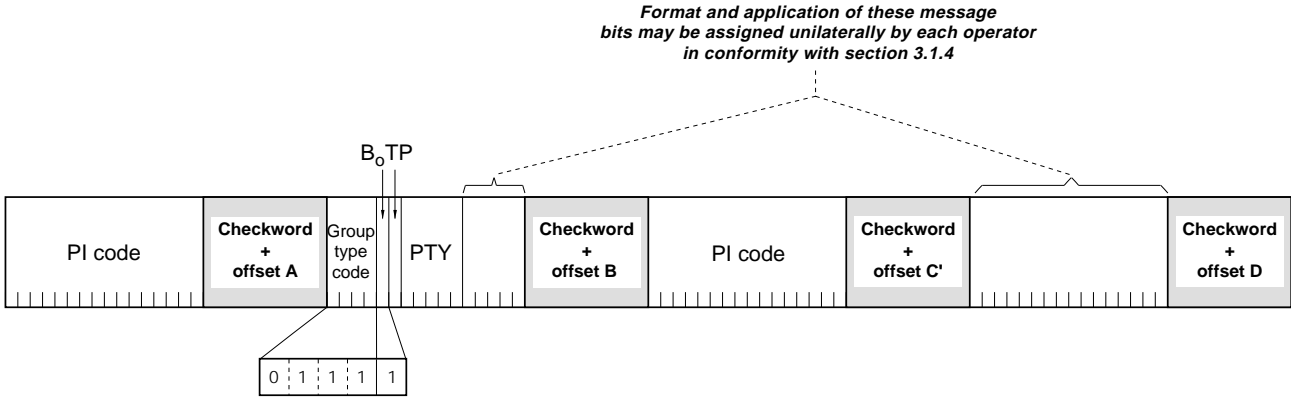 Format and application of these message
bits may be assigned unilaterally by each operator
in conformity with section 3.1.4
BoTP
PI code
Checkword
+
offset A
Group
type
code
PTY
Checkword
+
offset B
PI code
Checkword
+
offset C'
Checkword
+
offset D
0 1 1 1 1